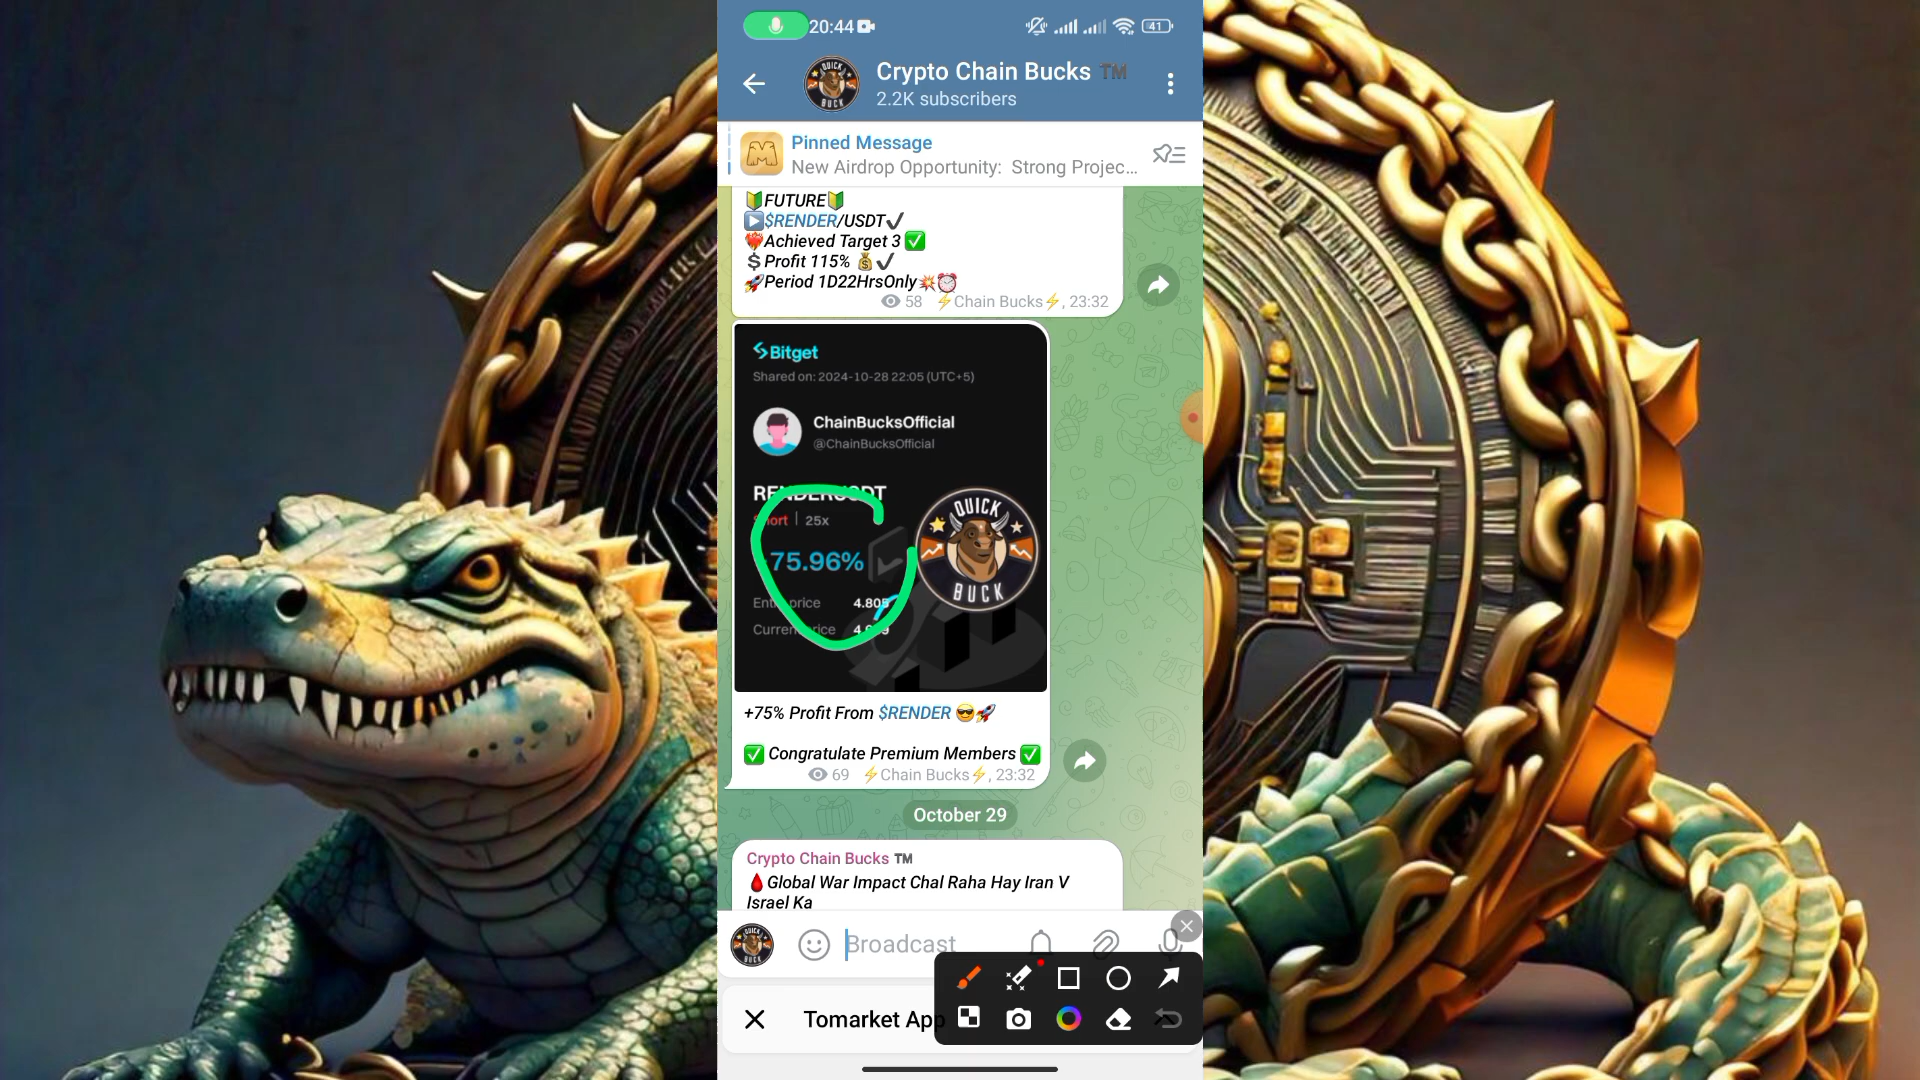 20:44
41
Crypto Chain Bucks ™
2.2K subscribers
Pinned Message
New Airdrop Opportunity: Strong Projec...
🔰FUTURE🔰
▶️$RENDER/USDT✔️
❤️‍🔥Achieved Target 3 ✅
💲Profit 115% 💰✔️
🚀Period 1D22HrsOnly💥⏰
58 ⚡Chain Bucks⚡, 23:32
Bitget
Shared on: 2024-10-28 22:05 (UTC+5)
ChainBucksOfficial
@ChainBucksOfficial
RENDERUSDT
Short | 25x
75.96%
QUICK
BUCK
Entry price 4.805
Current price
+75% Profit From $RENDER 😎🚀
✅ Congratulate Premium Members ✅
69 ⚡Chain Bucks⚡, 23:32
October 29
Crypto Chain Bucks ™
🩸Global War Impact Chal Raha Hay Iran V
Israel Ka
Broadcast
Tomarket App